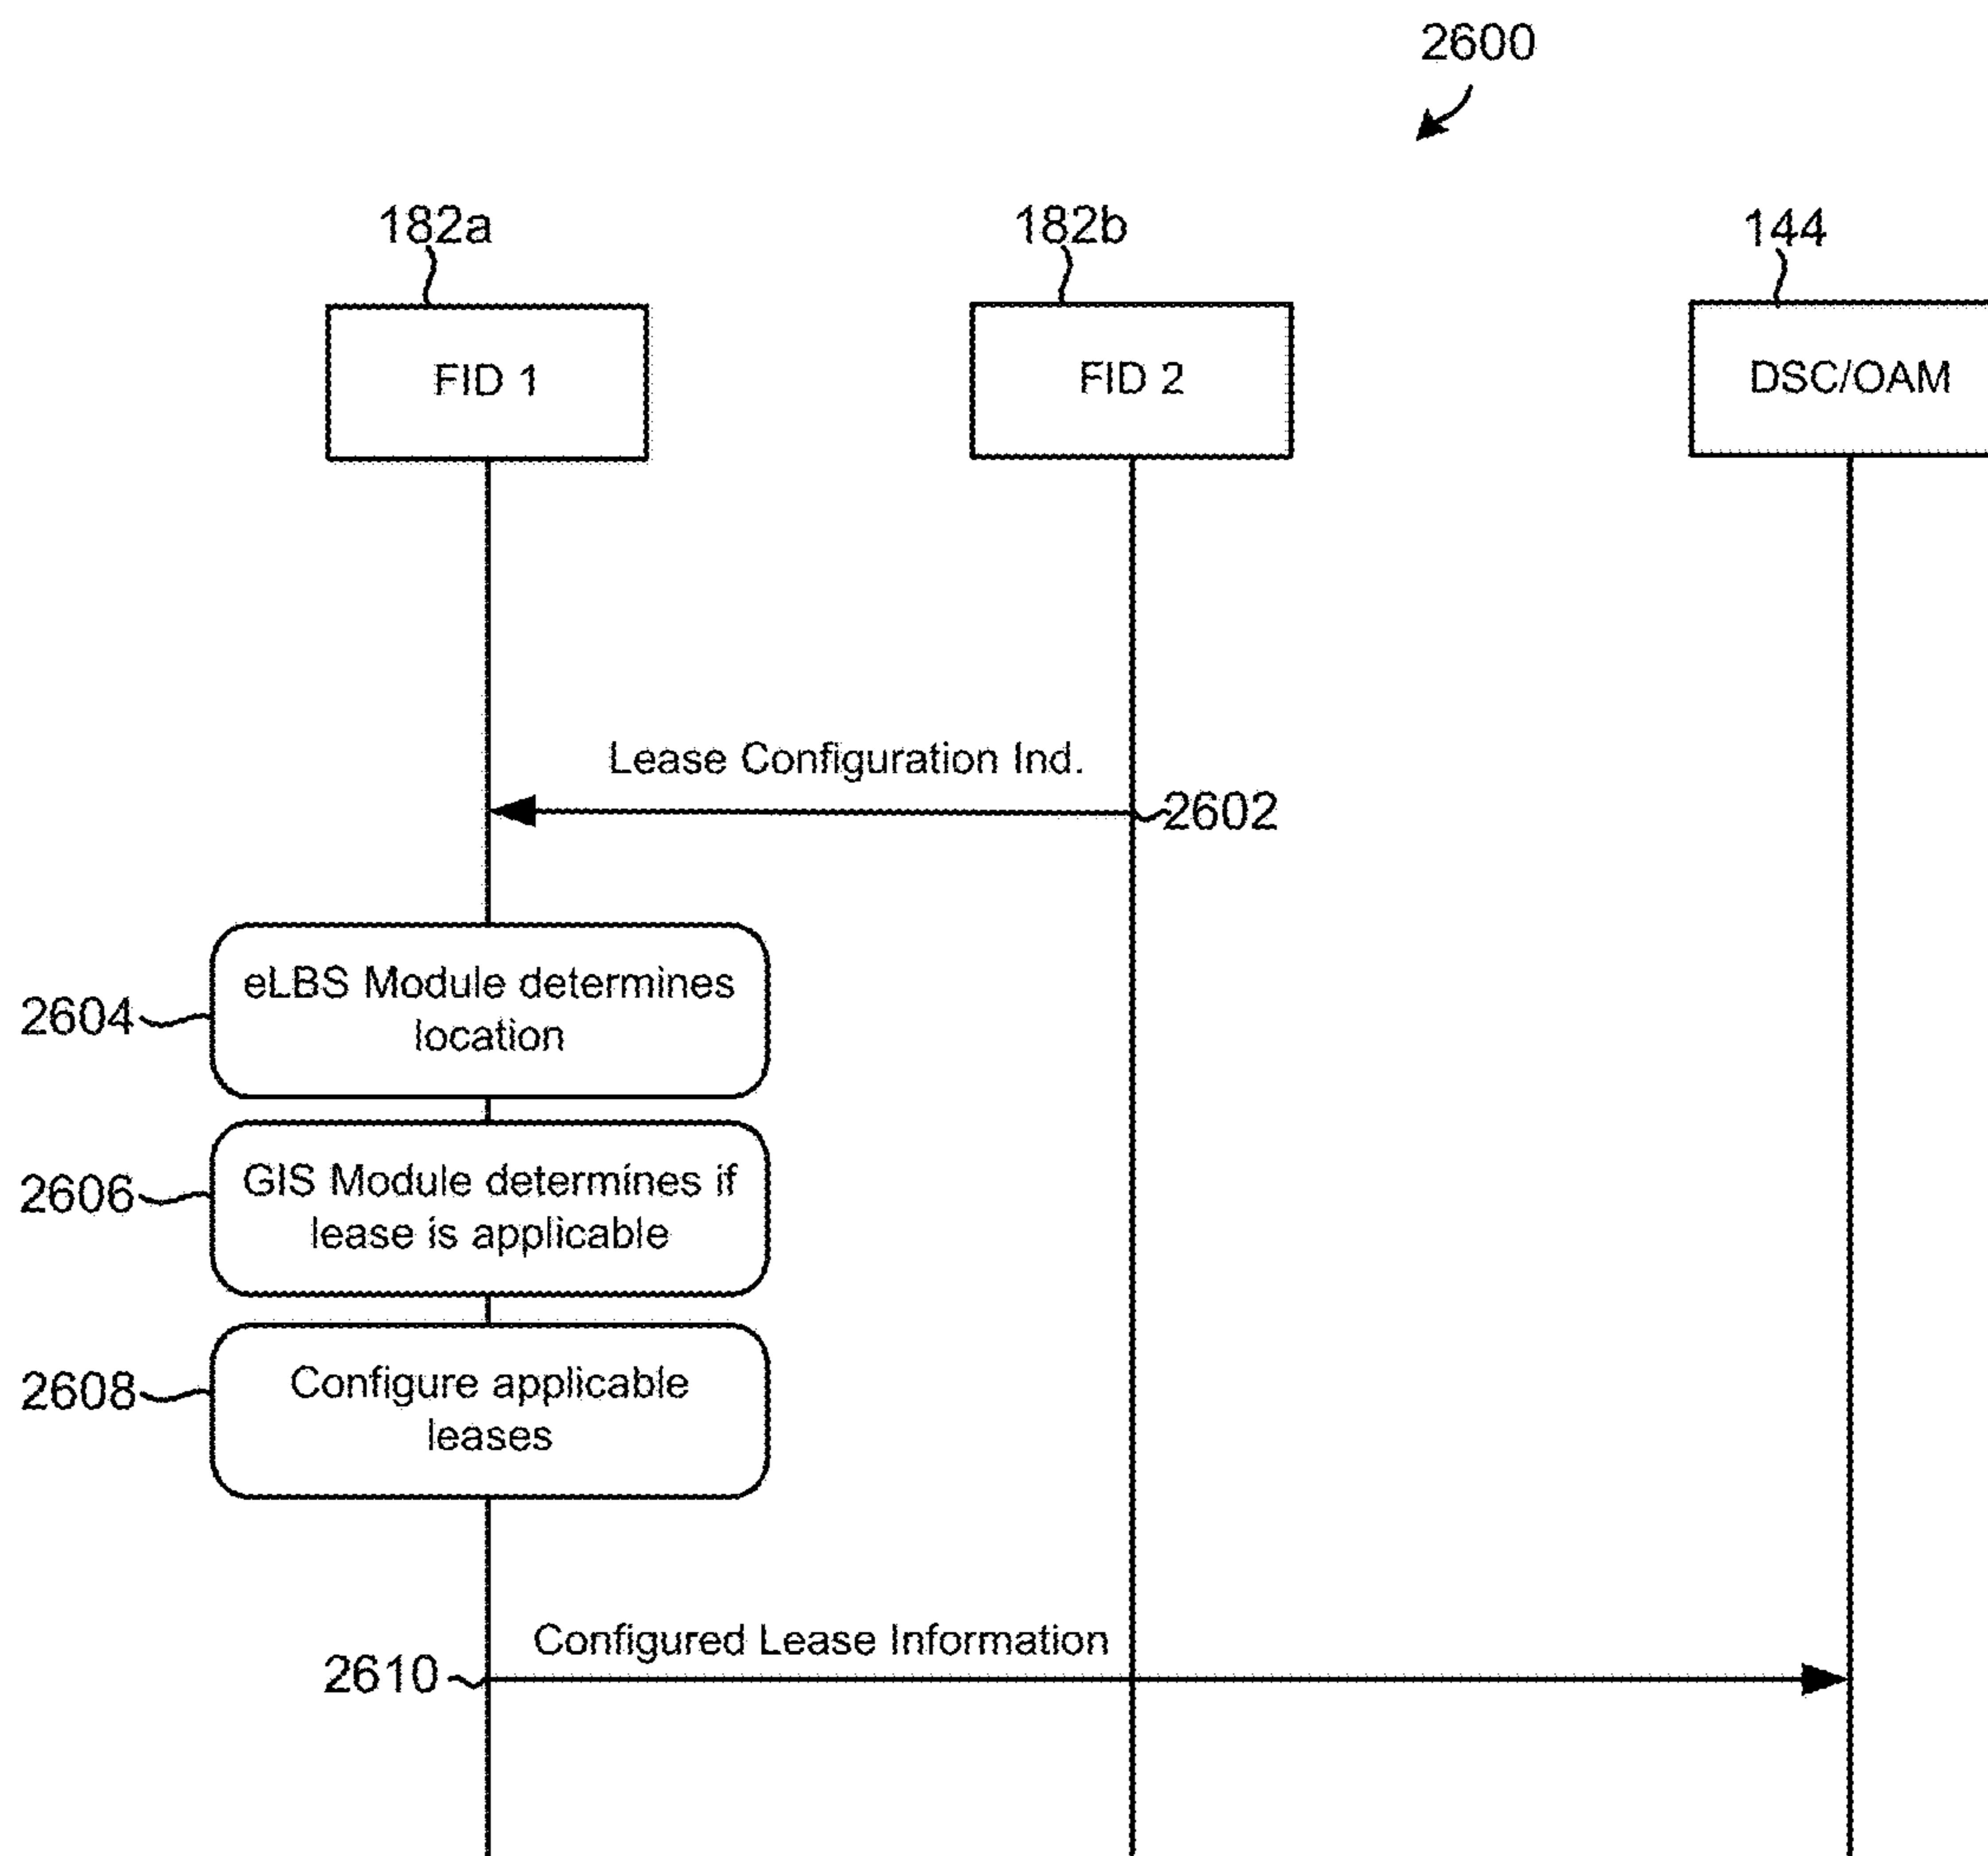 2600
182a
182b
144
FID 1
FID 2
DSC/OAM
Lease Configuration Ind.
2602
eLBS Module determines
location
2604
GIS Module determines if
lease is applicable
2606
Configure applicable
leases
2608
Configured Lease Information
2610